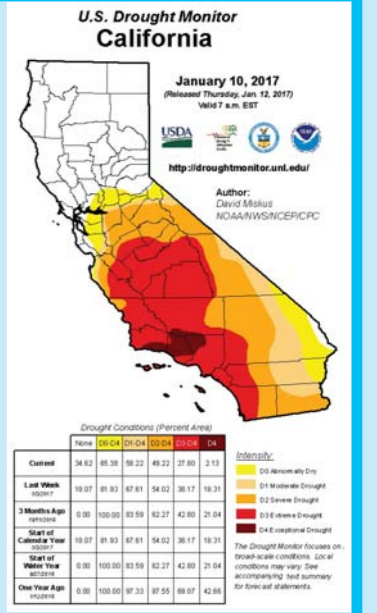 U.S. Drought Monitor
California
January 10, 2017
(Released Thursday, Jan. 12, 2017)
Valid 7 a.m. EST
USDA
http://droughtmonitor.unl.edu/
Author:
David Miskus
NOAA/NWS/NCEP/CPC
Drought Conditions (Percent Area)
None D0-D4 D1-D4 D2-D4 D3-D4 D4
Current 34.62 65.38 58.22 49.22 27.80 2.13
Last Week 18.07 81.93 67.61 54.02 38.17 18.31
1/3/2017
3 Months Ago 0.00 100.00 83.59 62.27 42.80 21.04
Start of
Calendar Year 18.07 81.93 67.61 54.02 38.17 18.31
1/3/2017
Start of
Water Year 0.00 100.00 83.59 62.27 42.80 21.04
One Year Ago 0.00 100.00 97.33 87.55 69.07 42.66
Intensity:
D0 Abnormally Dry
D1 Moderate Drought
D2 Severe Drought
D3 Extreme Drought
D4 Exceptional Drought
The Drought Monitor focuses on
broad-scale conditions. Local
conditions may vary. See
accompanying text summary
for forecast statements.